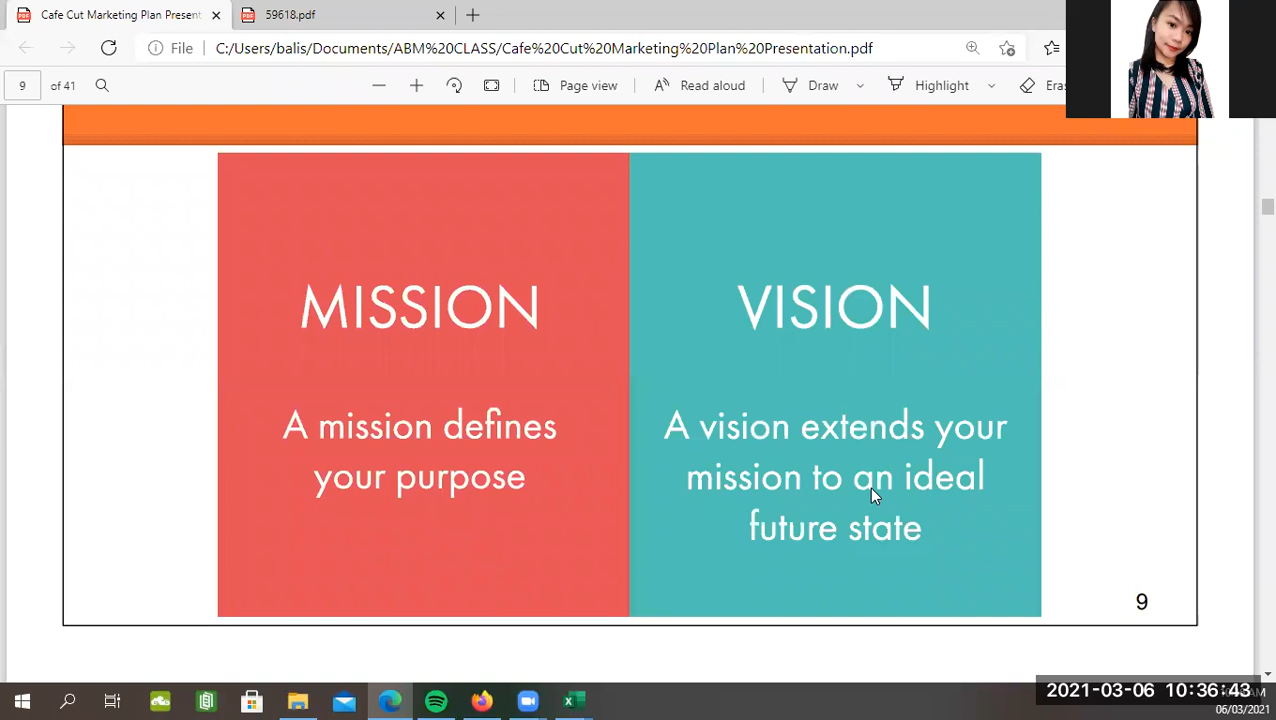 Cafe Cut Marketing Plan Present
59618.pdf
File C:/Users/balis/Documents/ABM%20CLASS/Cafe%20Cut%20Marketing%20Plan%20Presentation.pdf
9 of 41 Page view Read aloud Draw Highlight Era
MISSION
A mission defines
your purpose
VISION
A vision extends your
mission to an ideal
future state
9
2021-03-06 10:36:43
06/03/2021